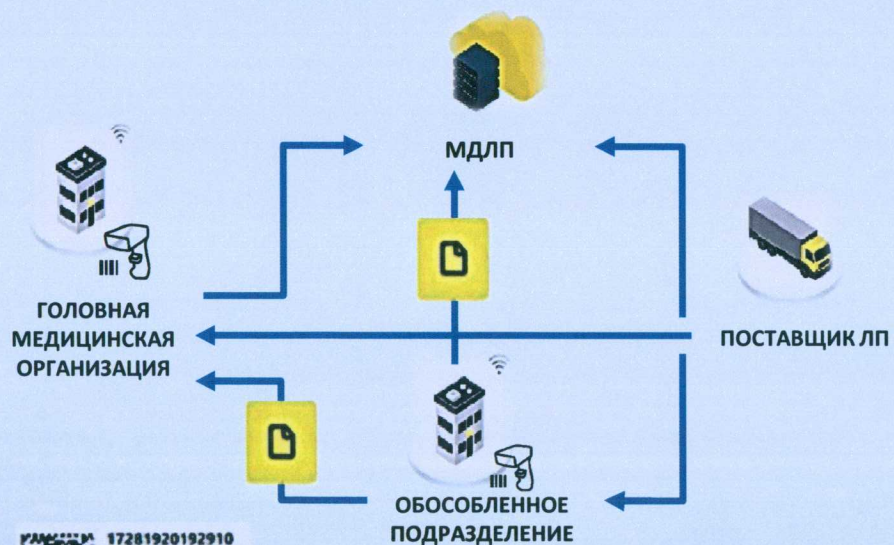 МДЛП
ГОЛОВНАЯ
МЕДИЦИНСКАЯ
ОРГАНИЗАЦИЯ
ПОСТАВЩИК ЛП
ОБОСОБЛЕННОЕ
ПОДРАЗДЕЛЕНИЕ
17281920192910